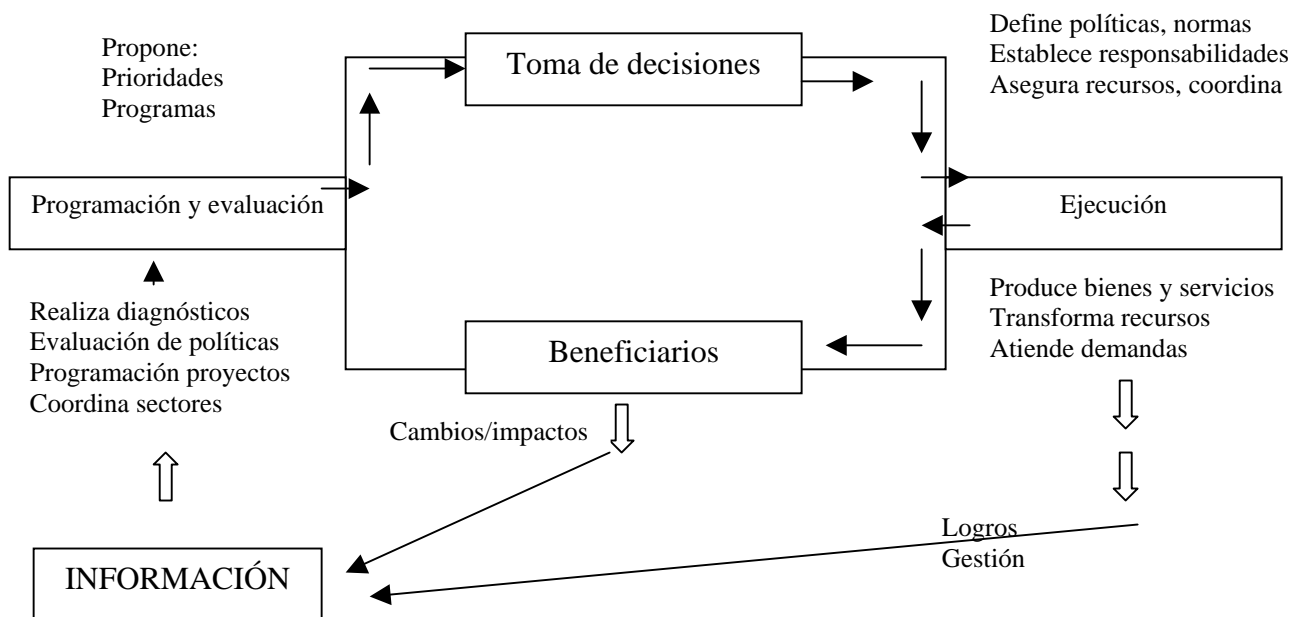 Propone:
Prioridades
Programas
Toma de decisiones
Define políticas, normas
Establece responsabilidades
Asegura recursos, coordina
Programación y evaluación
Ejecución
Realiza diagnósticos
Evaluación de políticas
Programación proyectos
Coordina sectores
Beneficiarios
Produce bienes y servicios
Transforma recursos
Atiende demandas
Cambios/impactos
Logros
Gestión
INFORMACIÓN